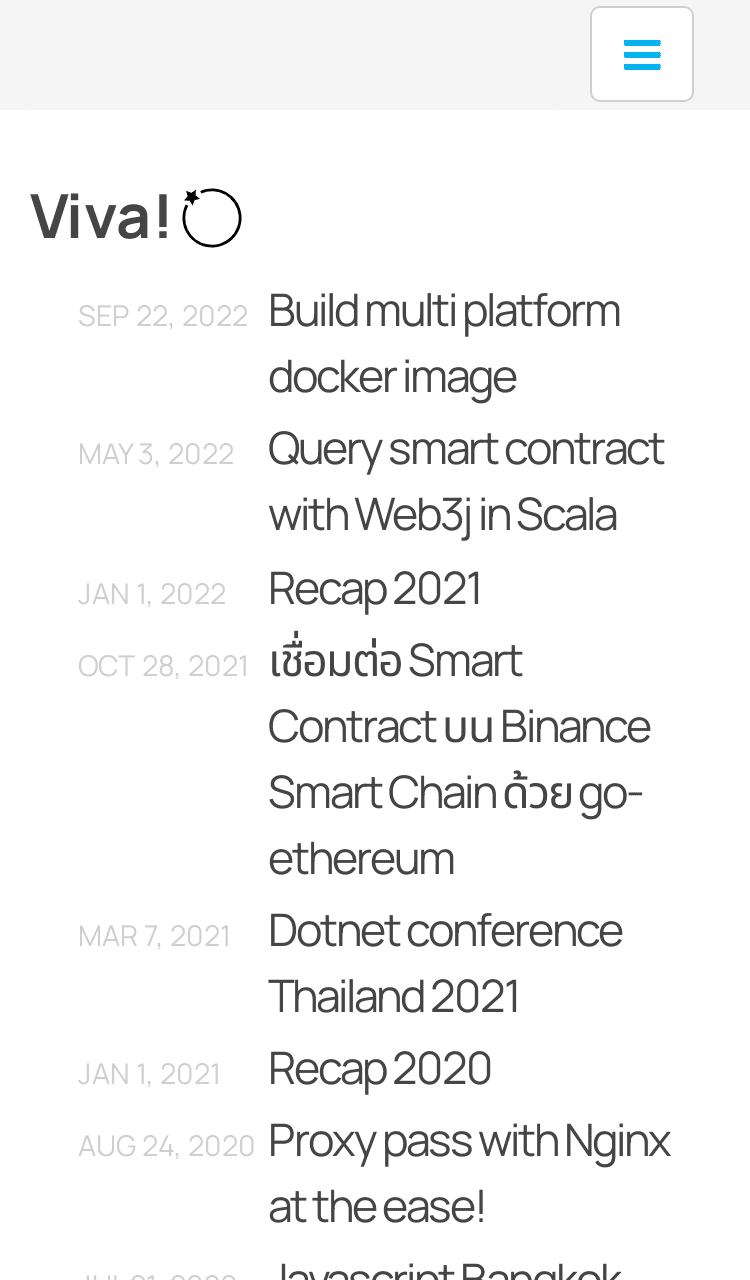 Viva!
SEP 22, 2022 Build multi platform
docker image
MAY 3, 2022 Query smart contract
with Web3j in Scala
JAN 1, 2022 Recap 2021
OCT 28, 2021 เชื่อมต่อ Smart
Contract บน Binance
Smart Chain ด้วย go-
ethereum
MAR 7, 2021 Dotnet conference
Thailand 2021
JAN 1, 2021 Recap 2020
AUG 24, 2020 Proxy pass with Nginx
at the ease!
Javascript Bangkok